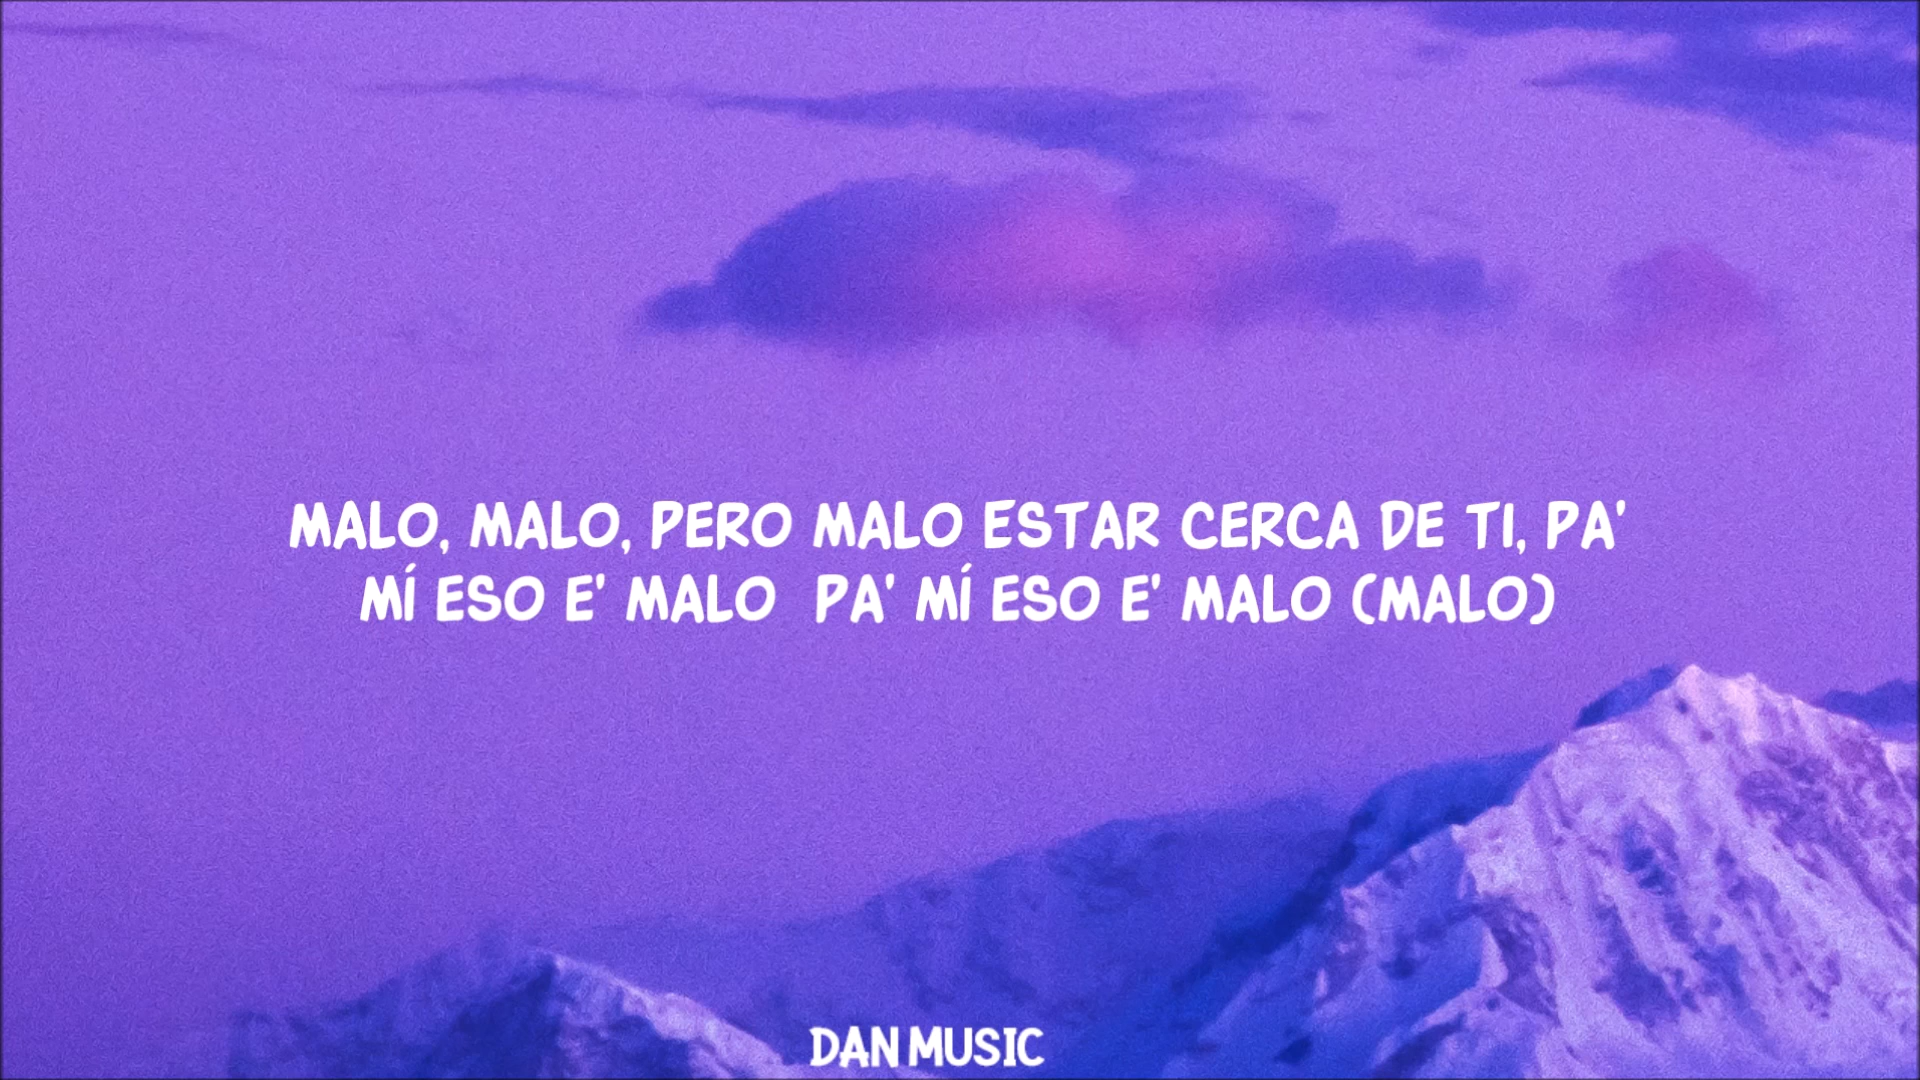 MALO, MALO, PERO MALO ESTAR CERCA DE TI, PA'
MÍ ESO E' MALO  PA' MÍ ESO E' MALO (MALO)
DAN MUSIC